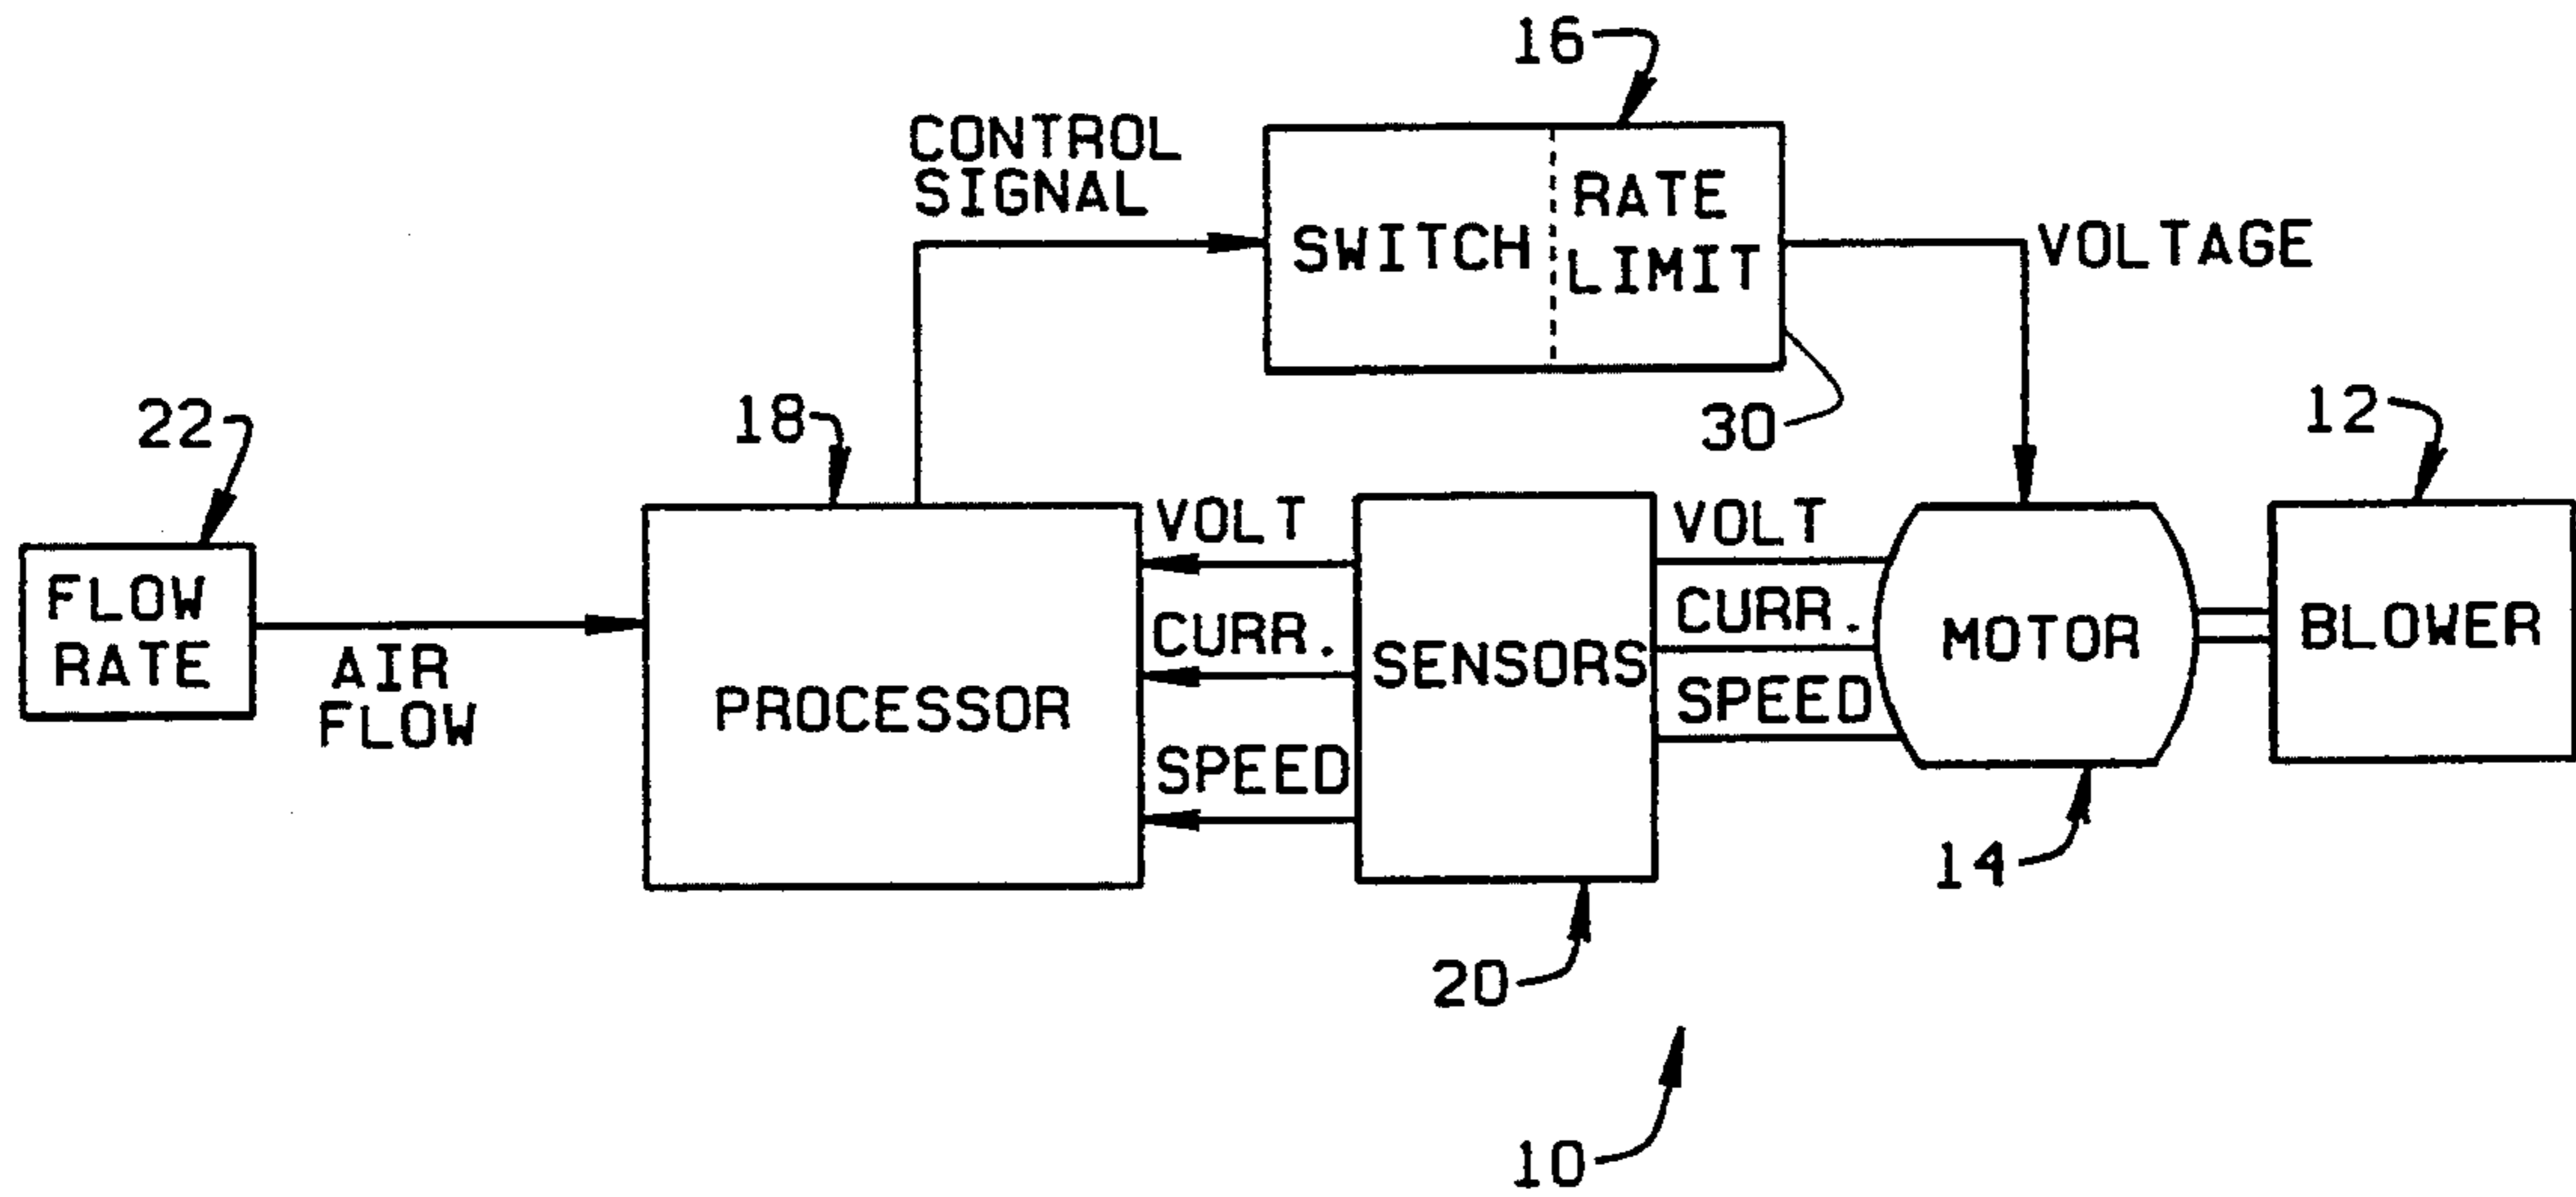 16
CONTROL
SIGNAL
SWITCH
RATE
LIMIT
VOLTAGE
30
22
18
12
FLOW
RATE
AIR
FLOW
PROCESSOR
VOLT
CURR.
SPEED
SENSORS
VOLT
CURR.
SPEED
MOTOR
BLOWER
14
20
10